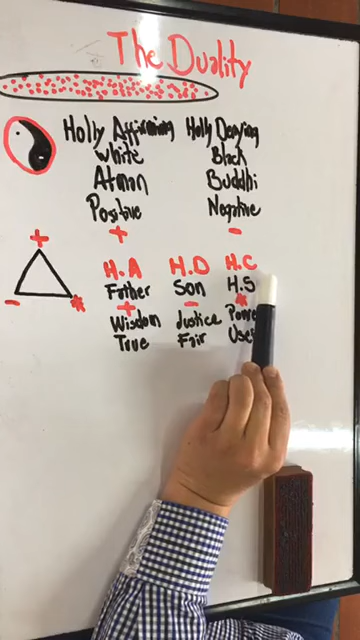 The Duality
Holly Affirming Holly Denying
White Black
Atman Buddhi
Positive Negative
+ −
+
H.A H.D H.C
Father Son H.S
− *
+ − *
Wisdom Justice
True Fair